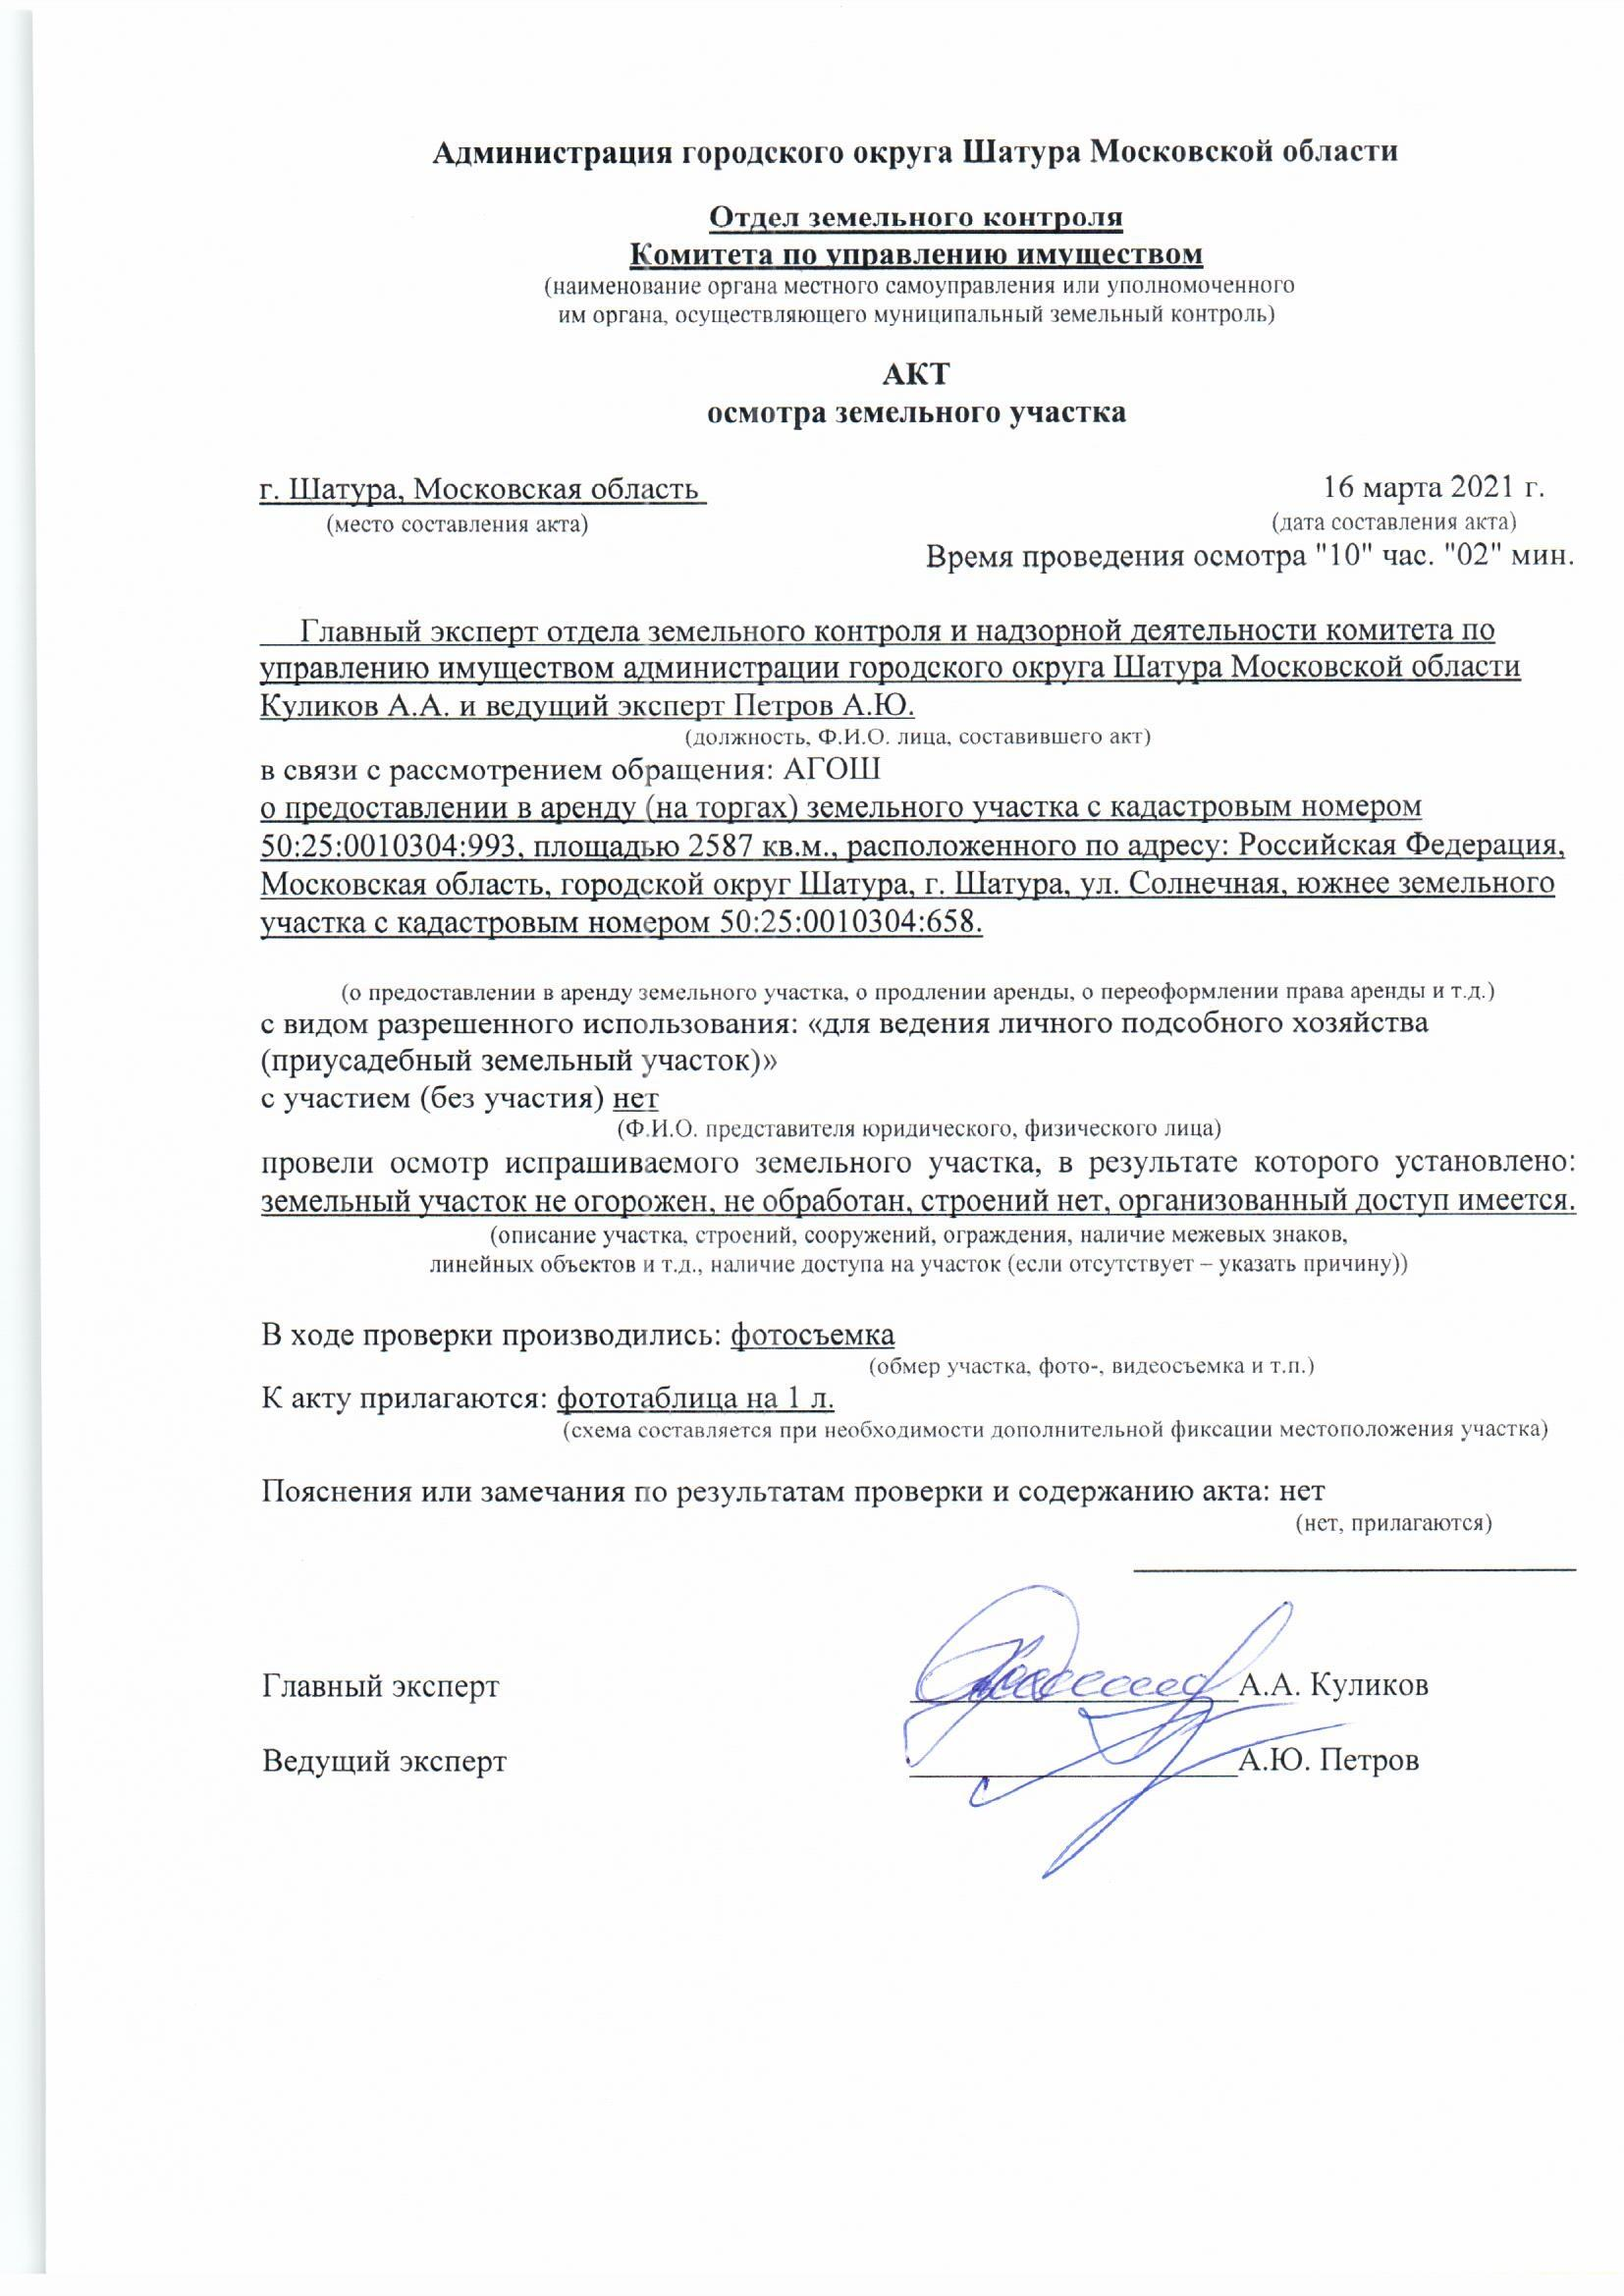 Администрация городского округа Шатура Московской области
Отдел земельного контроля
Комитета по управлению имуществом
(наименование органа местного самоуправления или уполномоченного
им органа, осуществляющего муниципальный земельный контроль)
АКТ
осмотра земельного участка
г. Шатура, Московская область 16 марта 2021 г.
(место составления акта) (дата составления акта)
Время проведения осмотра "10" час. "02" мин.
Главный эксперт отдела земельного контроля и надзорной деятельности комитета по
управлению имуществом администрации городского округа Шатура Московской области
Куликов А.А. и ведущий эксперт Петров А.Ю.
(должность, Ф.И.О. лица, составившего акт)
в связи с рассмотрением обращения: АГОШ
о предоставлении в аренду (на торгах) земельного участка с кадастровым номером
50:25:0010304:993, площадью 2587 кв.м., расположенного по адресу: Российская Федерация,
Московская область, городской округ Шатура, г. Шатура, ул. Солнечная, южнее земельного
участка с кадастровым номером 50:25:0010304:658.
(о предоставлении в аренду земельного участка, о продлении аренды, о переоформлении права аренды и т.д.)
с видом разрешенного использования: «для ведения личного подсобного хозяйства
(приусадебный земельный участок)»
с участием (без участия) нет
(Ф.И.О. представителя юридического, физического лица)
провели осмотр испрашиваемого земельного участка, в результате которого установлено:
земельный участок не огорожен, не обработан, строений нет, организованный доступ имеется.
(описание участка, строений, сооружений, ограждения, наличие межевых знаков,
линейных объектов и т.д., наличие доступа на участок (если отсутствует – указать причину))
В ходе проверки производились: фотосъемка
(обмер участка, фото-, видеосъемка и т.п.)
К акту прилагаются: фототаблица на 1 л.
(схема составляется при необходимости дополнительной фиксации местоположения участка)
Пояснения или замечания по результатам проверки и содержанию акта: нет
(нет, прилагаются)
Главный эксперт А.А. Куликов
Ведущий эксперт А.Ю. Петров